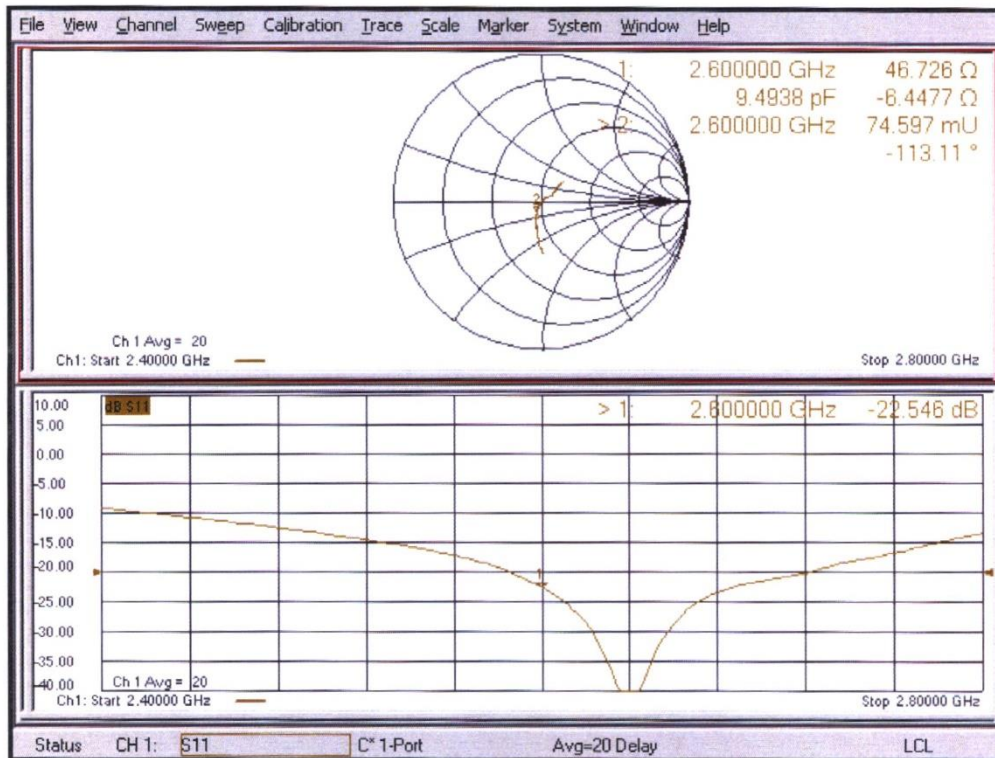 File View Channel Sweep Calibration Trace Scale Marker System Window Help
1: 2.600000 GHz 46.726 Ω
9.4938 pF -6.4477 Ω
> 2: 2.600000 GHz 74.597 mU
-113.11 °
2
Ch 1 Avg = 20
Ch1: Start 2.40000 GHz Stop 2.80000 GHz
10.00 dB S11 > 1: 2.600000 GHz -22.546 dB
5.00
0.00
-5.00
-10.00
-15.00
-20.00
1
-25.00
-30.00
-35.00
-40.00 Ch 1 Avg = 20
Ch1: Start 2.40000 GHz Stop 2.80000 GHz
Status CH 1: S11 C* 1-Port Avg=20 Delay LCL